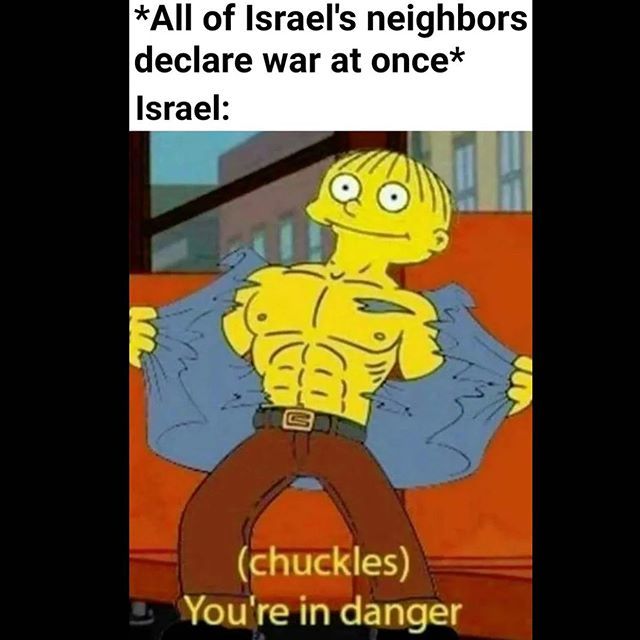 *All of Israel's neighbors
declare war at once*
Israel:
(chuckles)
You're in danger